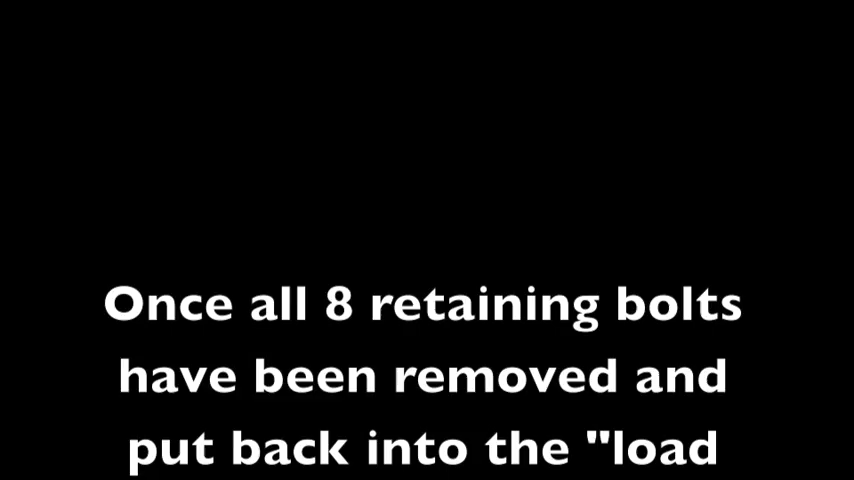 Once all 8 retaining bolts
have been removed and
put back into the "load